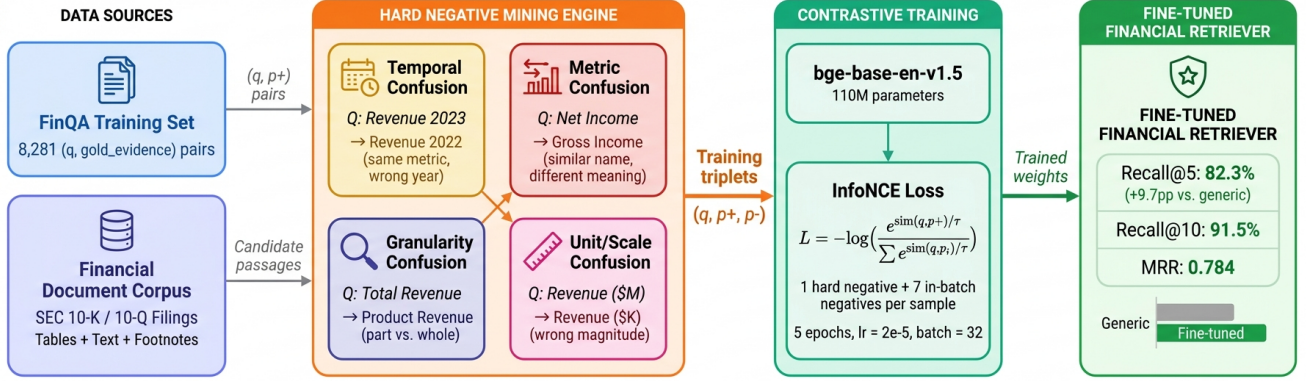 DATA SOURCES
FinQA Training Set
8,281 (q, gold_evidence) pairs
Financial
Document Corpus
SEC 10-K / 10-Q Filings
Tables + Text + Footnotes
(q, p+)
pairs
Candidate
passages
HARD NEGATIVE MINING ENGINE
Temporal
Confusion
Q: Revenue 2023
→ Revenue 2022
(same metric,
wrong year)
Metric
Confusion
Q: Net Income
→ Gross Income
(similar name,
different meaning)
Granularity
Confusion
Q: Total Revenue
→ Product Revenue
(part vs. whole)
Unit/Scale
Confusion
Q: Revenue ($M)
→ Revenue ($K)
(wrong magnitude)
Training
triplets
(q, p+, p-)
CONTRASTIVE TRAINING
bge-base-en-v1.5
110M parameters
InfoNCE Loss
L = −log(e^{sim(q,p+)/τ} / ∑ e^{sim(q,p_i)/τ})
1 hard negative + 7 in-batch
negatives per sample
5 epochs, lr = 2e-5, batch = 32
Trained
weights
FINE-TUNED
FINANCIAL RETRIEVER
FINE-TUNED
FINANCIAL RETRIEVER
Recall@5: 82.3%
(+9.7pp vs. generic)
Recall@10: 91.5%
MRR: 0.784
Generic
Fine-tuned